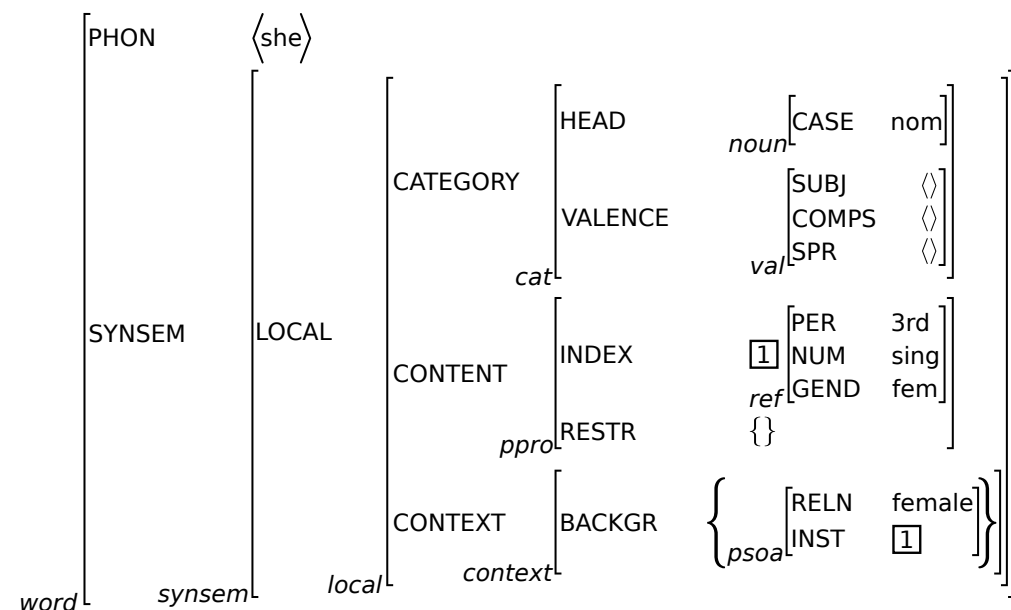 PHON ⟨she⟩
HEAD noun CASE nom
CATEGORY
SUBJ ⟨⟩
VALENCE COMPS ⟨⟩
cat val SPR ⟨⟩
SYNSEM LOCAL
PER 3rd
INDEX 1 NUM sing
CONTENT ref GEND fem
ppro RESTR {}
RELN female
CONTEXT BACKGR { psoa INST 1 }
word synsem local context